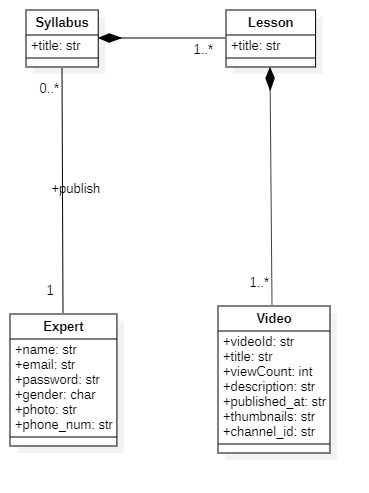 Syllabus
+title: str
Lesson
+title: str
1..*
0..*
+publish
1
1..*
Expert
+name: str
+email: str
+password: str
+gender: char
+photo: str
+phone_num: str
Video
+videoId: str
+title: str
+viewCount: int
+description: str
+published_at: str
+thumbnails: str
+channel_id: str